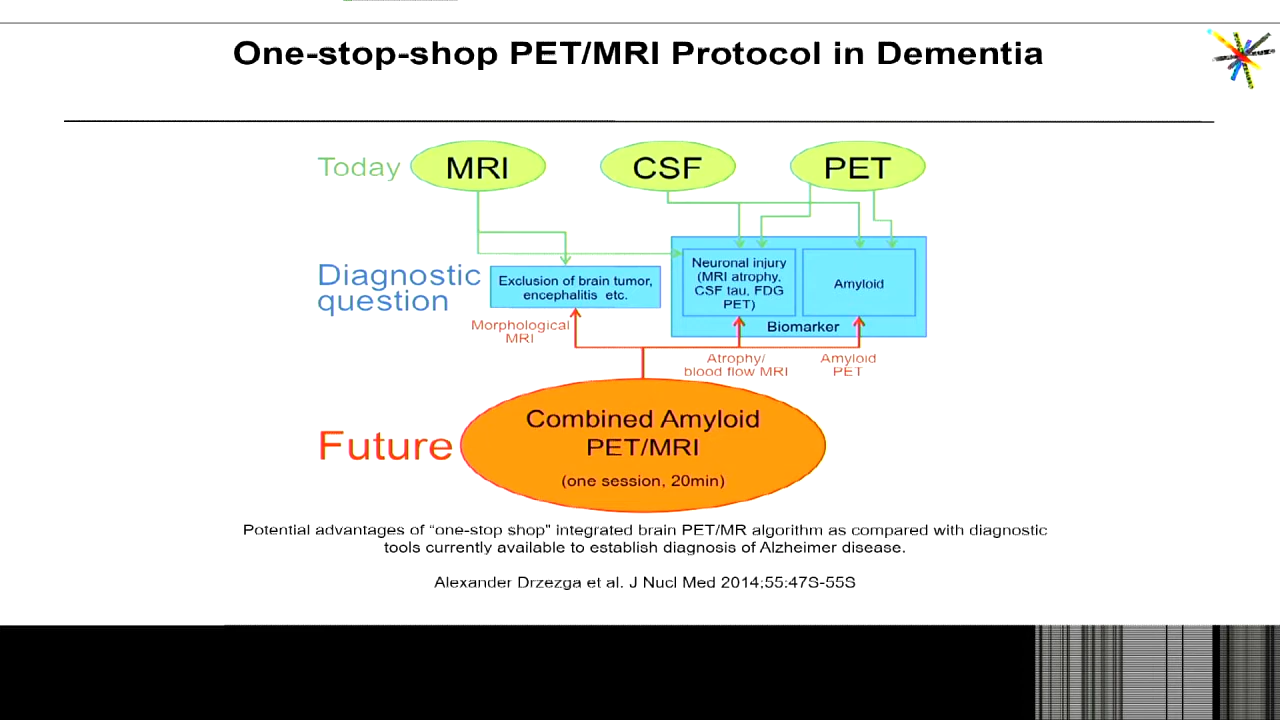 One-stop-shop PET/MRI Protocol in Dementia
Today
MRI
CSF
PET
Diagnostic
question
Exclusion of brain tumor,
encephalitis etc.
Neuronal injury
(MRI atrophy,
CSF tau, FDG
PET)
Amyloid
Biomarker
Morphological
MRI
Atrophy/
blood flow MRI
Amyloid
PET
Future
Combined Amyloid
PET/MRI
(one session, 20min)
Potential advantages of “one-stop shop” integrated brain PET/MR algorithm as compared with diagnostic
tools currently available to establish diagnosis of Alzheimer disease.
Alexander Drzezga et al. J Nucl Med 2014;55:47S-55S